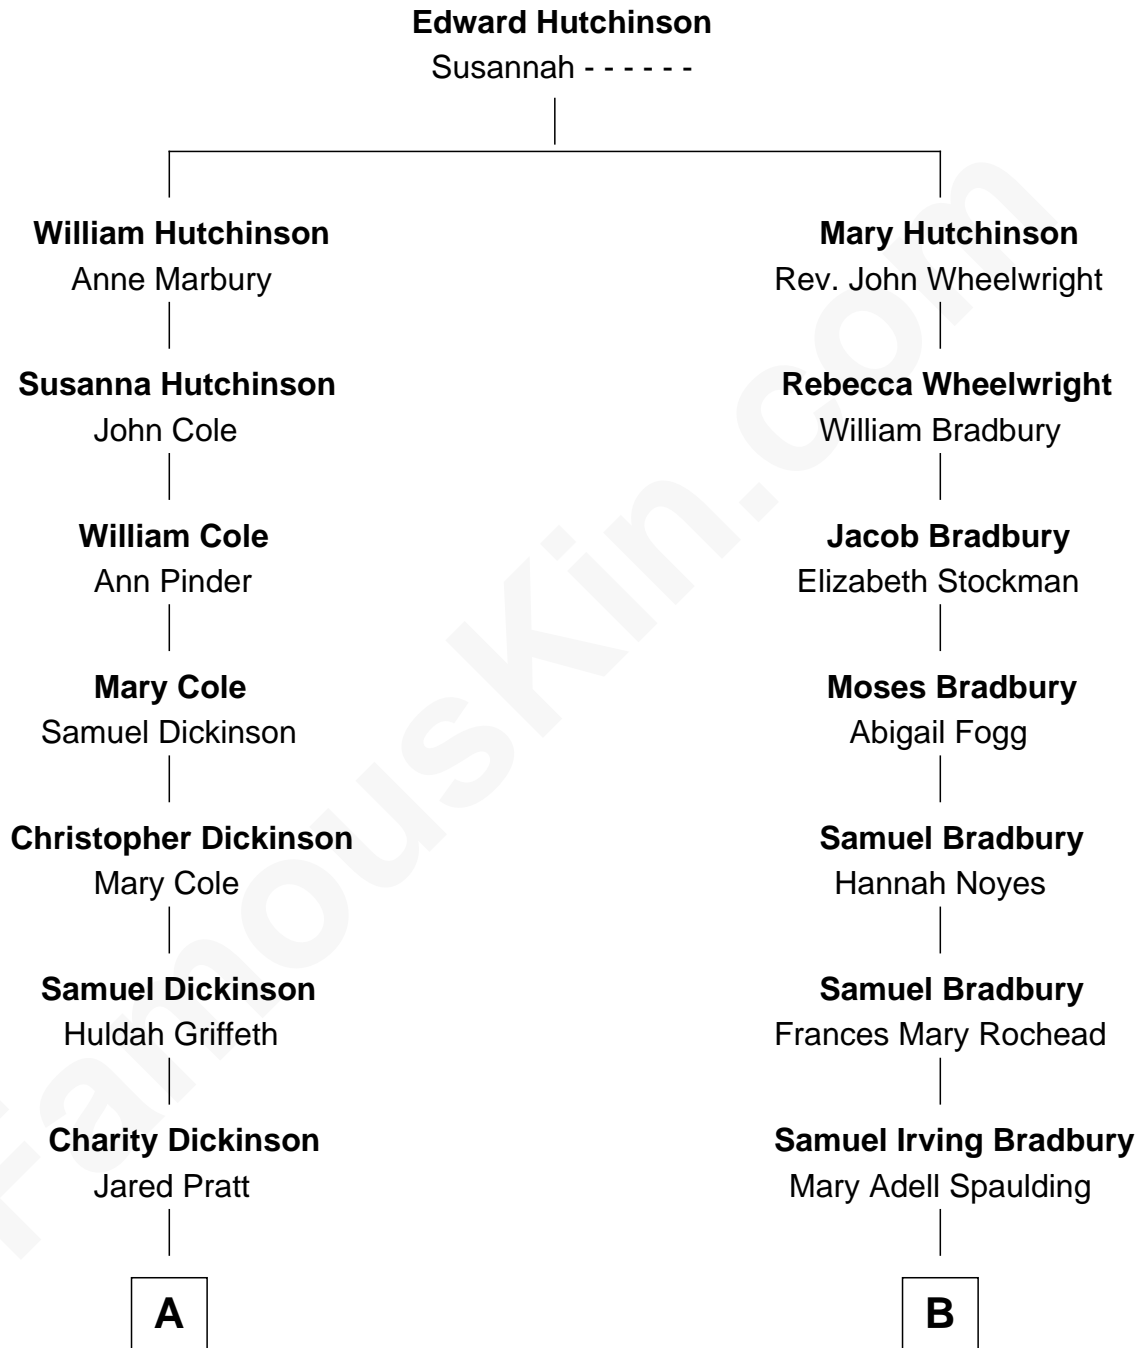 Edward Hutchinson
Susannah - - - - - -
William Hutchinson
Anne Marbury
Susanna Hutchinson
John Cole
William Cole
Ann Pinder
Mary Cole
Samuel Dickinson
Christopher Dickinson
Mary Cole
Samuel Dickinson
Huldah Griffeth
Charity Dickinson
Jared Pratt
A
Mary Hutchinson
Rev. John Wheelwright
Rebecca Wheelwright
William Bradbury
Jacob Bradbury
Elizabeth Stockman
Moses Bradbury
Abigail Fogg
Samuel Bradbury
Hannah Noyes
Samuel Bradbury
Frances Mary Rochead
Samuel Irving Bradbury
Mary Adell Spaulding
B
FamousKin.com